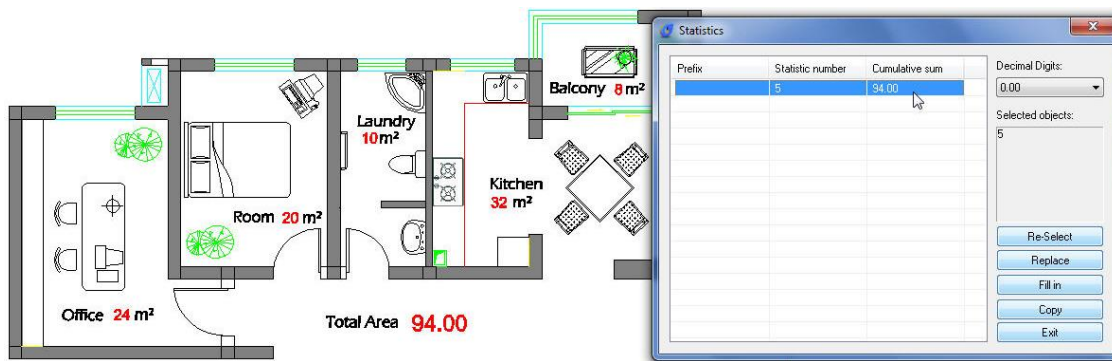 Balcony 8 m²
Laundry
10m²
Kitchen
32 m²
Room 20 m²
Office 24 m²
Total Area 94.00
Statistics
Prefix Statistic number Cumulative sum
5 94.00
Decimal Digits:
0.00
Selected objects:
5
Re-Select
Replace
Fill in
Copy
Exit